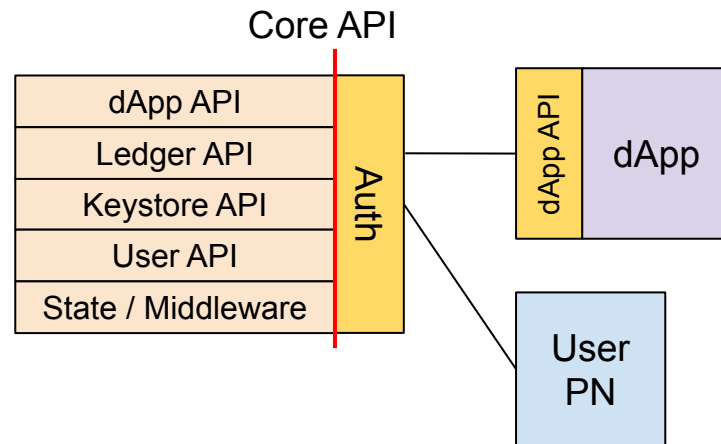 Core API
dApp API
Ledger API
Keystore API
User API
State / Middleware
Auth
dApp API
dApp
User
PN